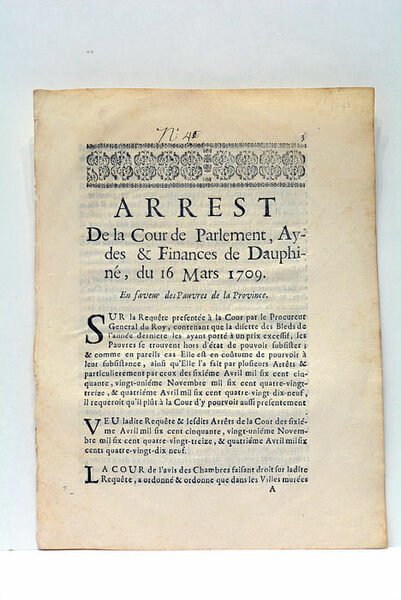 N: 4
3
ARREST
De la Cour de Parlement, Ay-
des & Finances de Dauphi-
né, du 16 Mars 1709.
En faveur des Pauvres de la Province.
SUR la Requête presentée à la Cour par le Procureur
General du Roy, contenant que la disette des Bleds de
l'année derniere les ayant porté à un prix excessif, les
Pauvres se trouvent hors d'état de pouvoir subsister;
& comme en pareils cas Elle est en coûtume de pourvoir à
leur subsistance, ainsi qu'Elle l'a fait par plusieurs Arrêts &
particulierement par ceux des sixiéme Avril mil six cent cin-
quante, vingt-uniéme Novembre mil six cent quatre-vingt-
treize, & quatriéme Avril mil six cent quatre-vingt-dix-neuf,
il requeroit qu'il plût à la Cour d'y pourvoir aussi presentement
VEU ladite Requête & lesdits Arrêts de la Cour des sixié-
me Avril mil six cent cinquante, vingt-uniéme Novem-
bre mil six cent quatre-vingt-treize, & quatriéme Avril mil six
cents quatre-vingt-dix neuf.
LA COUR de l'avis des Chambres faisant droit sur ladite
Requête, a ordonné & ordonne que dans les Villes murées
A